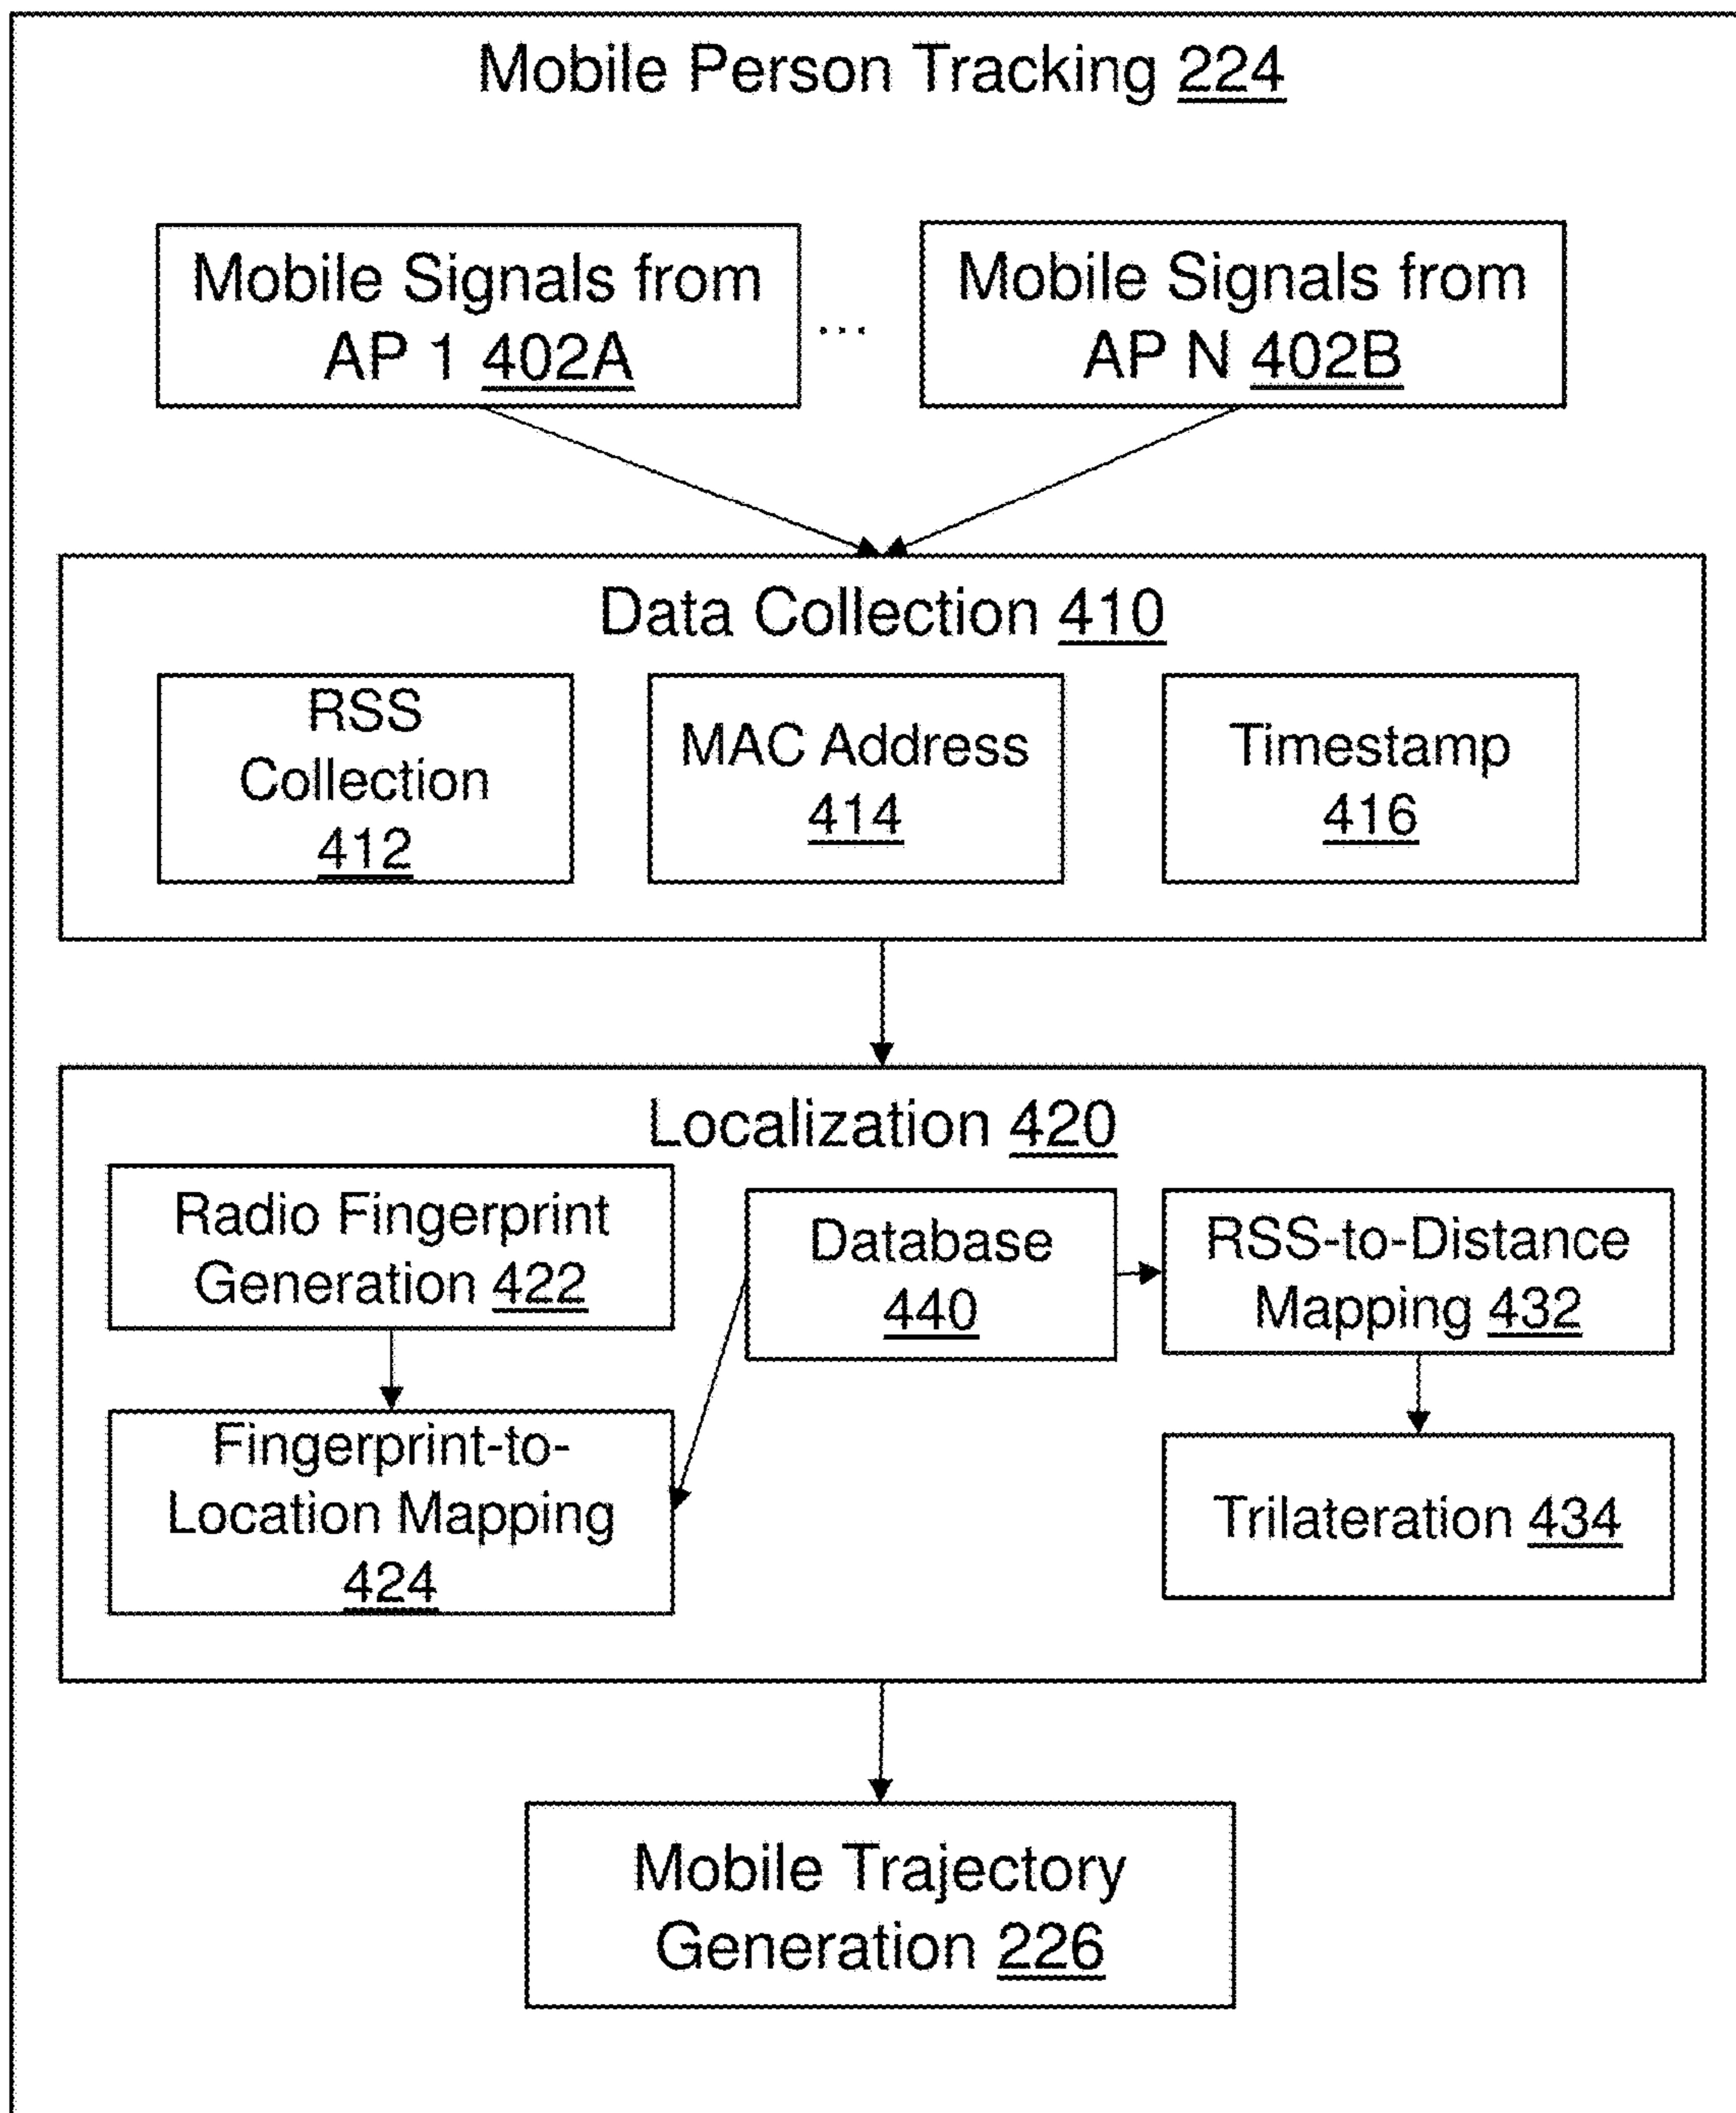 Mobile Person Tracking 224
Mobile Signals from
AP 1 402A
...
Mobile Signals from
AP N 402B
Data Collection 410
RSS
Collection
412
MAC Address
414
Timestamp
416
Localization 420
Radio Fingerprint
Generation 422
Database
440
RSS-to-Distance
Mapping 432
Fingerprint-to-
Location Mapping
424
Trilateration 434
Mobile Trajectory
Generation 226